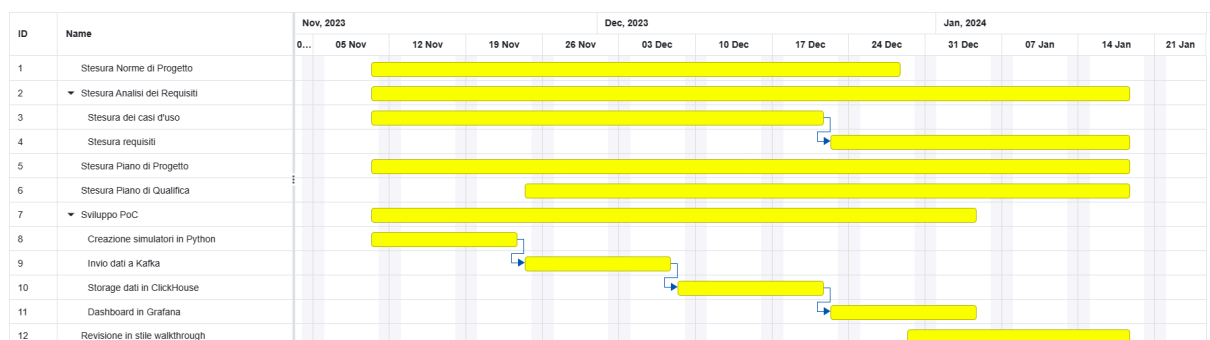 ID Name Nov, 2023 Dec, 2023 Jan, 2024
0... 05 Nov 12 Nov 19 Nov 26 Nov 03 Dec 10 Dec 17 Dec 24 Dec 31 Dec 07 Jan 14 Jan 21 Jan
1 Stesura Norme di Progetto
2 Stesura Analisi dei Requisiti
3 Stesura dei casi d'uso
4 Stesura requisiti
5 Stesura Piano di Progetto
6 Stesura Piano di Qualifica
7 Sviluppo PoC
8 Creazione simulatori in Python
9 Invio dati a Kafka
10 Storage dati in ClickHouse
11 Dashboard in Grafana
12 Revisione in stile walkthrough